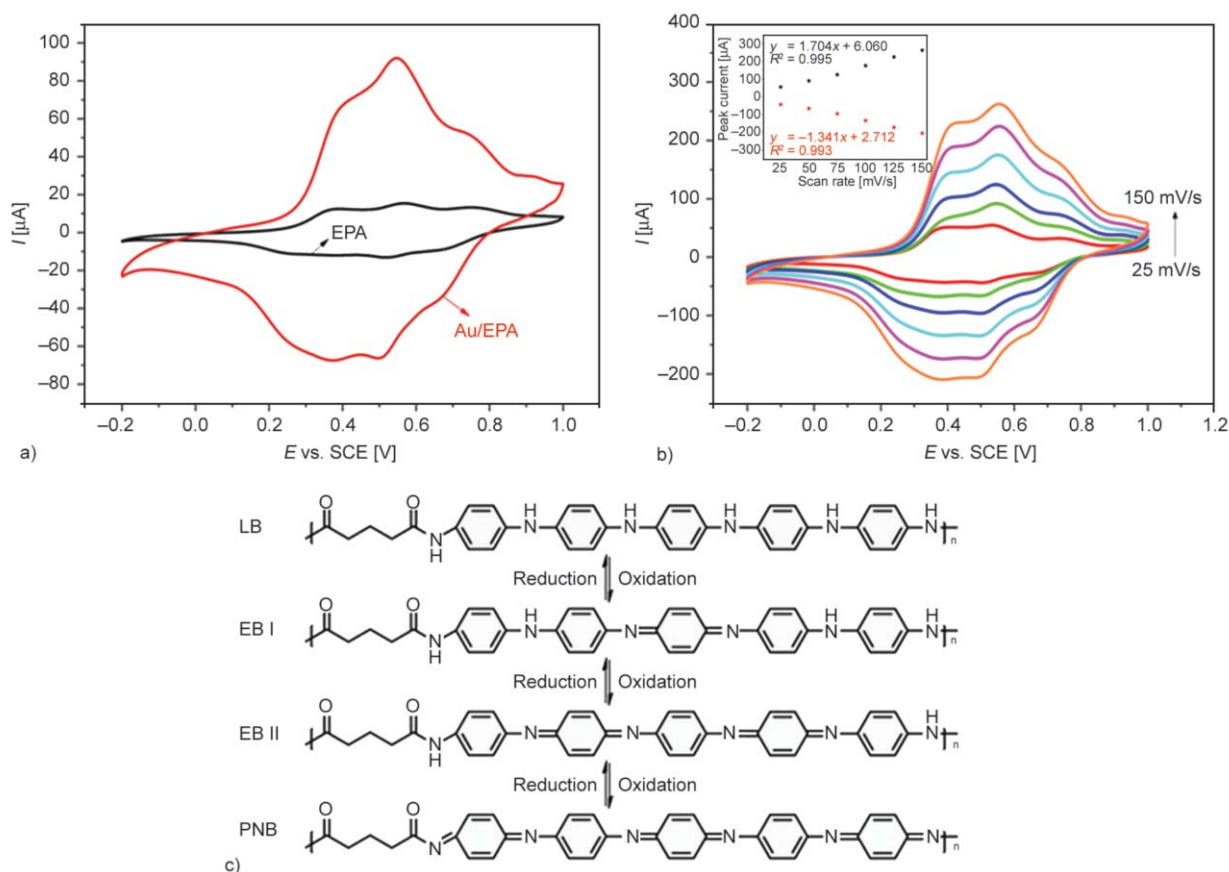 100
80
60
40
20
0
–20
–40
–60
–80
I [µA]
EPA
Au/EPA
–0.2 0.0 0.2 0.4 0.6 0.8 1.0
E vs. SCE [V]
a)
400
300
200
100
0
–100
–200
I [µA]
y = 1.704x + 6.060
R² = 0.995
300
200
100
0
–100
–200
–300
Peak current [µA]
y = –1.341x + 2.712
R² = 0.993
25 50 75 100 125 150
Scan rate [mV/s]
150 mV/s
25 mV/s
–0.2 0.0 0.2 0.4 0.6 0.8 1.0 1.2
E vs. SCE [V]
b)
LB
O O H H H H
N N N N N
H n
Reduction Oxidation
EB I
O O H H H
N N N N N N
H n
Reduction Oxidation
EB II
O O H
N N N N N N
H n
Reduction Oxidation
PNB
O O
N N N N N N
n
c)